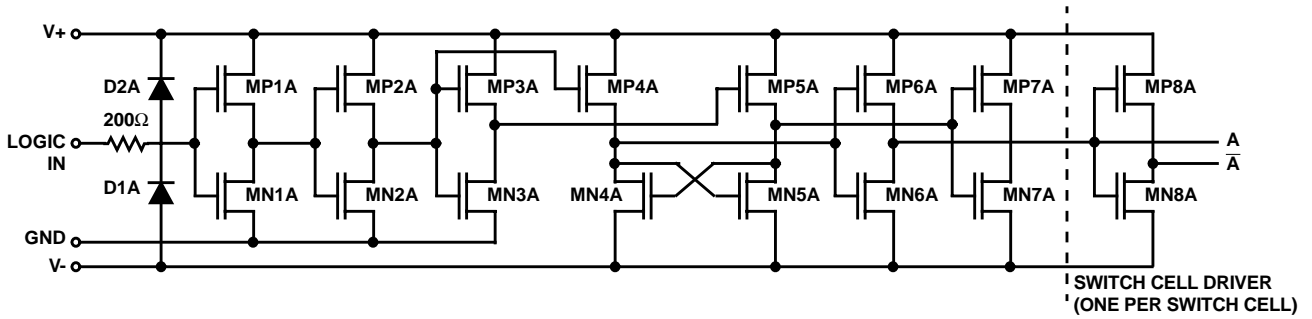 V+
D2A
MP1A
MP2A
MP3A
MP4A
MP5A
MP6A
MP7A
MP8A
200Ω
LOGIC
IN
A
A̅
D1A
MN1A
MN2A
MN3A
MN4A
MN5A
MN6A
MN7A
MN8A
GND
V-
SWITCH CELL DRIVER
(ONE PER SWITCH CELL)